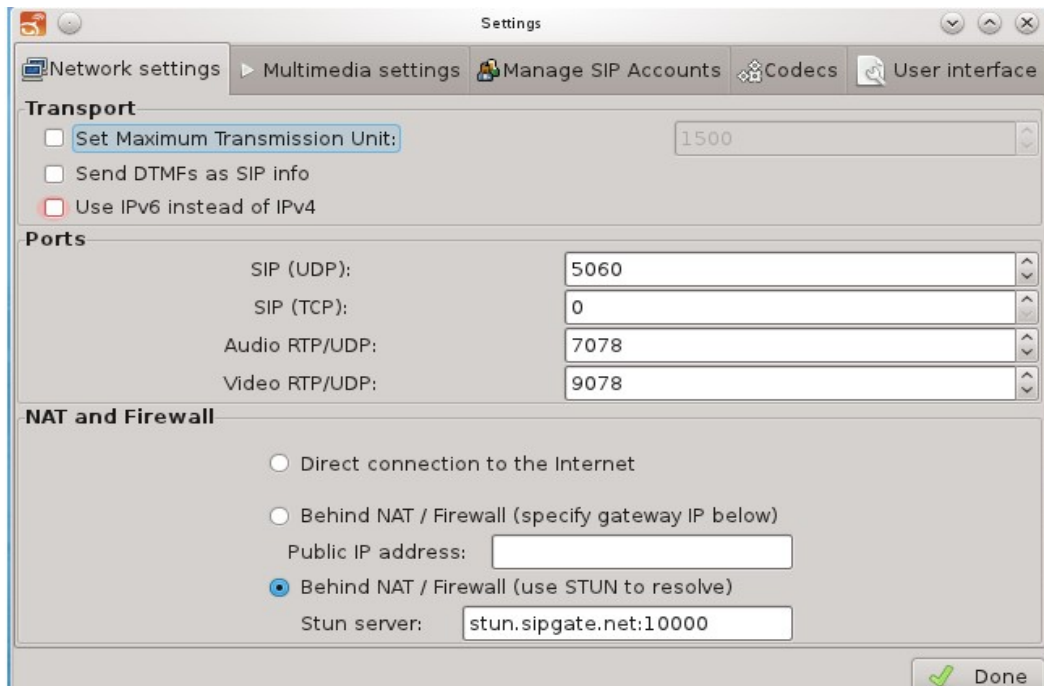 Settings
Network settings Multimedia settings Manage SIP Accounts Codecs User interface
Transport
Set Maximum Transmission Unit: 1500
Send DTMFs as SIP info
Use IPv6 instead of IPv4
Ports
SIP (UDP): 5060
SIP (TCP): 0
Audio RTP/UDP: 7078
Video RTP/UDP: 9078
NAT and Firewall
Direct connection to the Internet
Behind NAT / Firewall (specify gateway IP below)
Public IP address:
Behind NAT / Firewall (use STUN to resolve)
Stun server: stun.sipgate.net:10000
Done